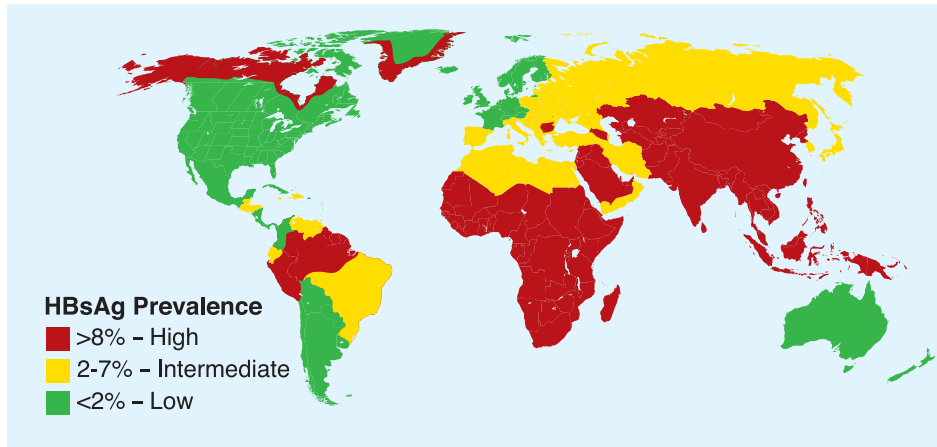 HBsAg Prevalence
>8% – High
2-7% – Intermediate
<2% – Low